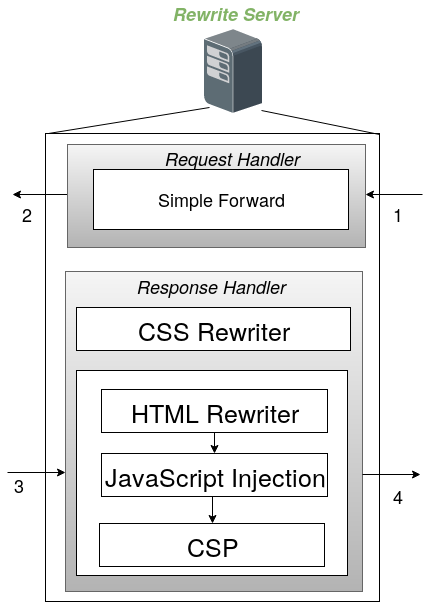 Rewrite Server
Request Handler
Simple Forward
2
1
Response Handler
CSS Rewriter
HTML Rewriter
JavaScript Injection
3
4
CSP